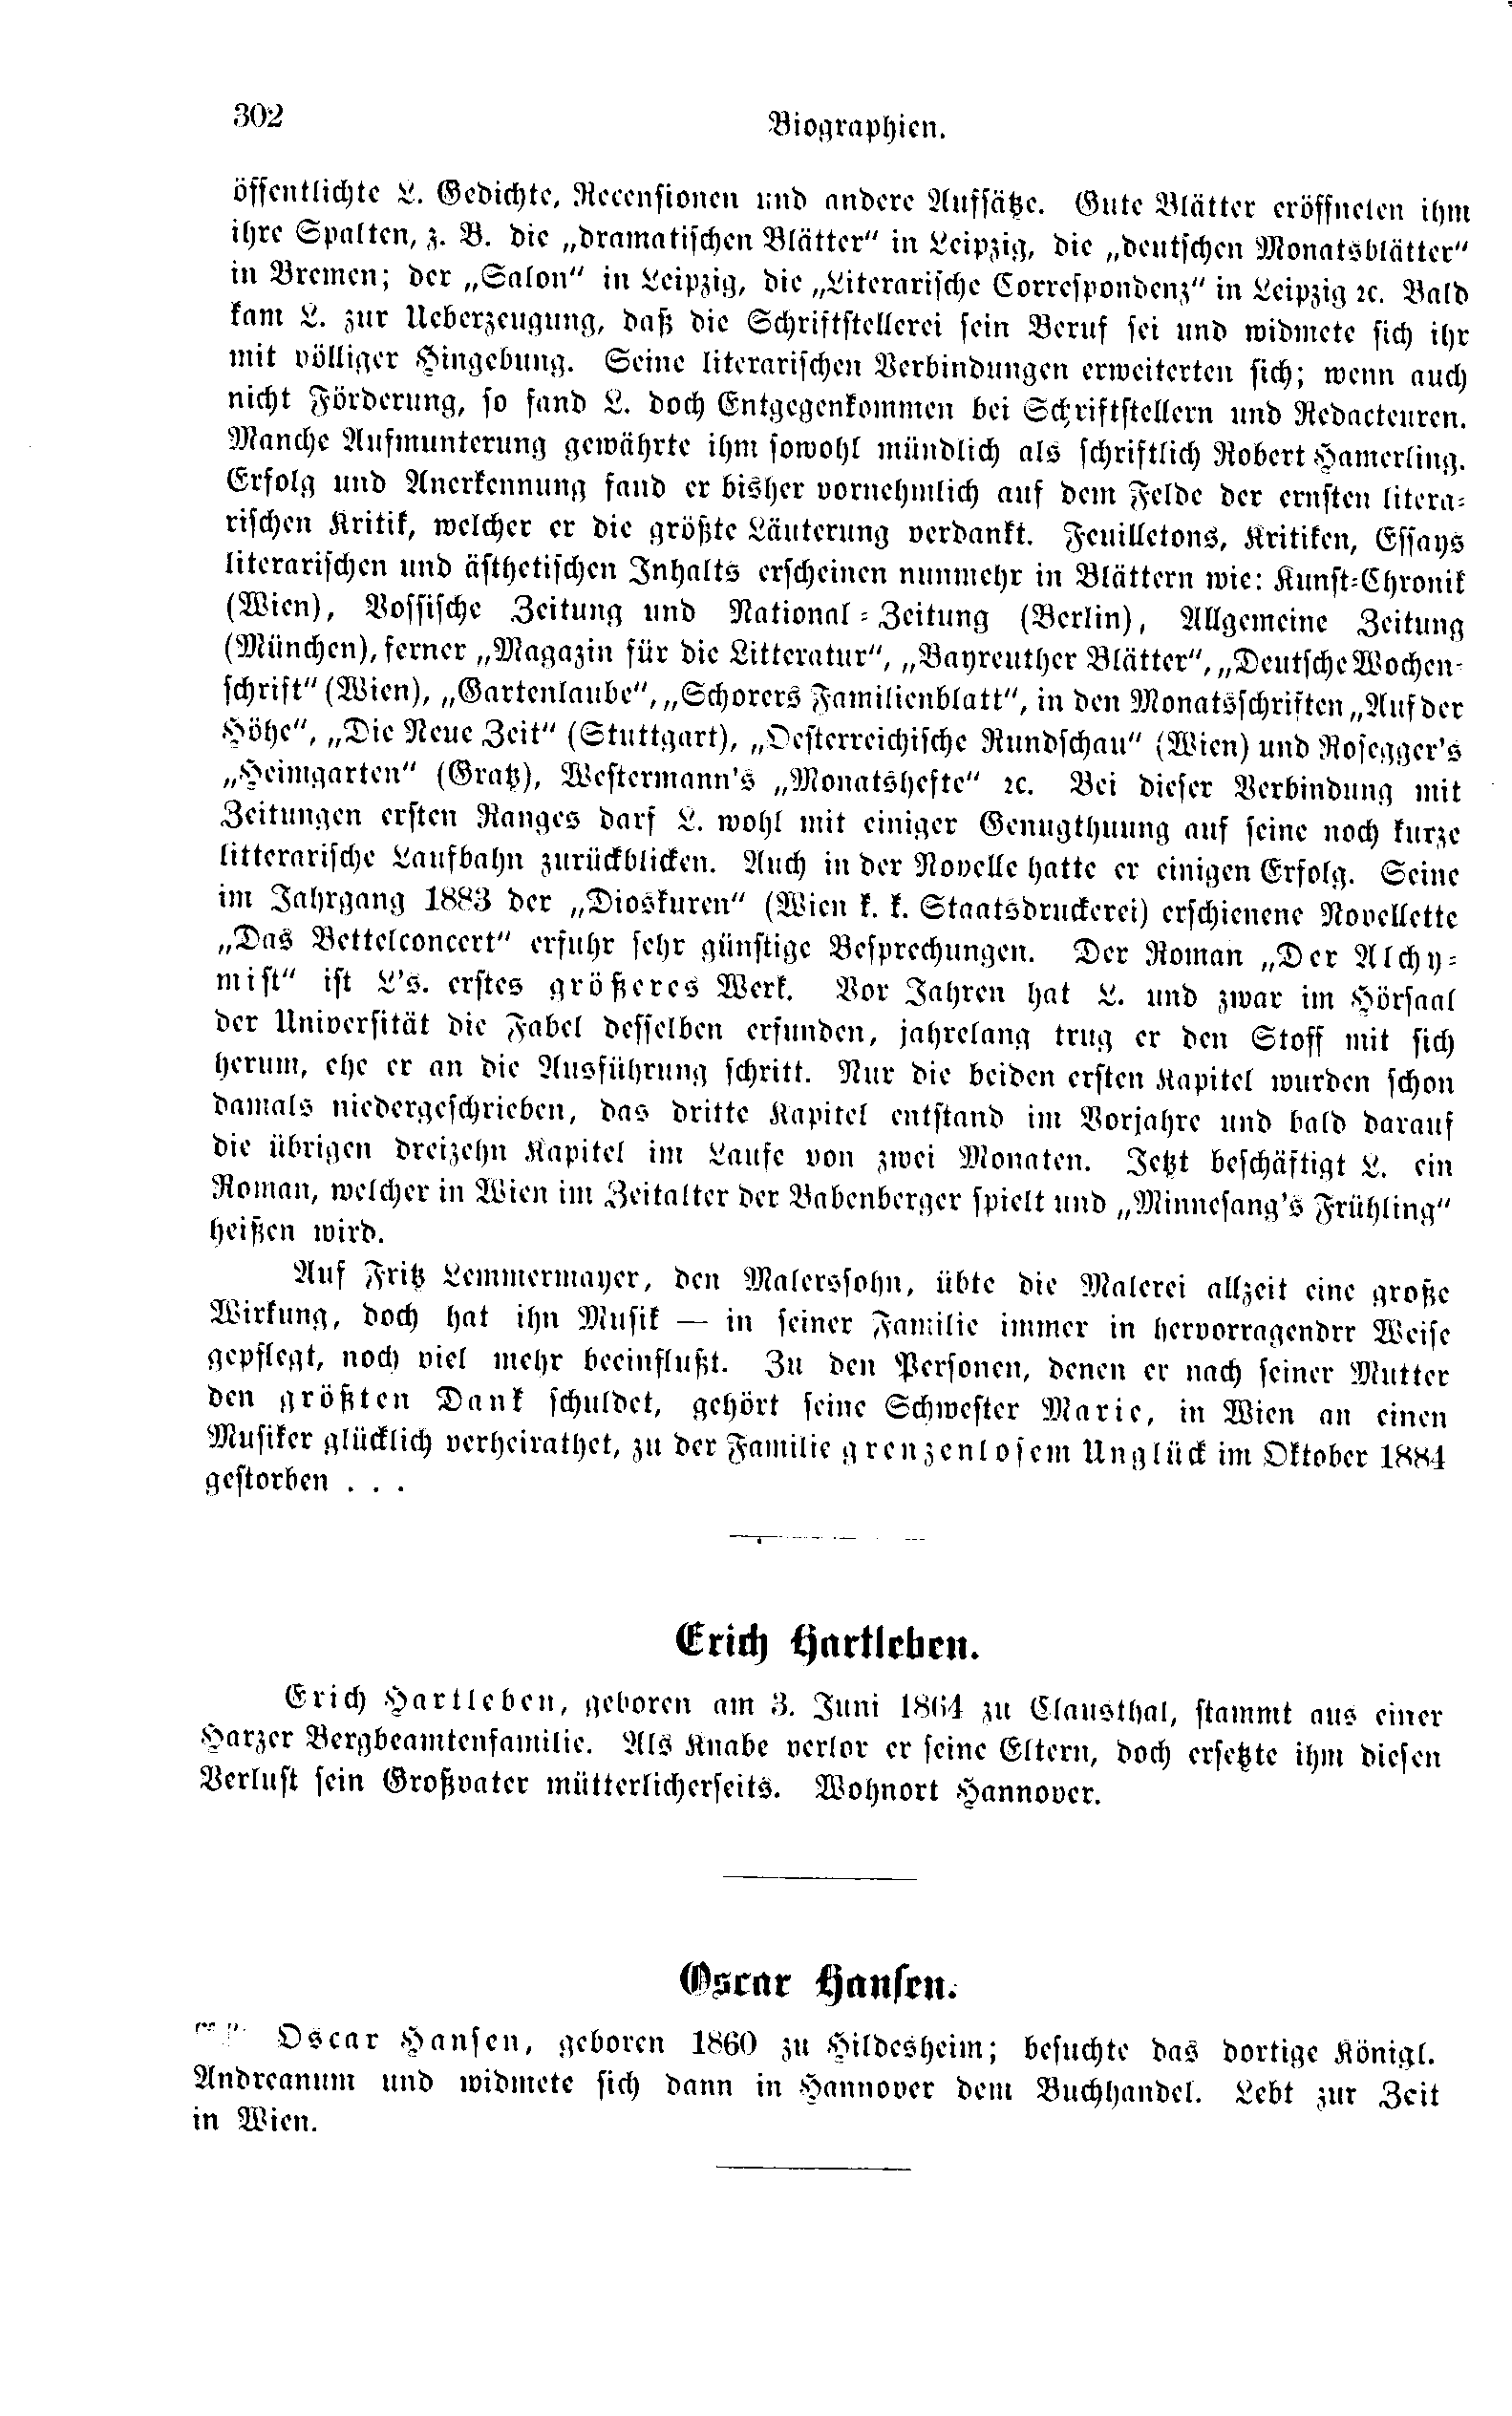 302
Biographien.
öffentlichte L. Gedichte, Recensionen und andere Aufsätze. Gute Blätter eröffneten ihm
ihre Spalten, z. B. die „dramatischen Blätter“ in Leipzig, die „deutschen Monatsblätter“
in Bremen; der „Salon“ in Leipzig, die „Literarische Correspondenz“ in Leipzig ꝛc. Bald
kam L. zur Ueberzeugung, daß die Schriftstellerei sein Beruf sei und widmete sich ihr
mit völliger Hingebung. Seine literarischen Verbindungen erweiterten sich; wenn auch
nicht Förderung, so fand L. doch Entgegenkommen bei Schriftstellern und Redacteuren.
Manche Aufmunterung gewährte ihm sowohl mündlich als schriftlich Robert Hamerling.
Erfolg und Anerkennung fand er bisher vornehmlich auf dem Felde der ernsten litera-
rischen Kritik, welcher er die größte Läuterung verdankt. Feuilletons, Kritiken, Essays
literarischen und ästhetischen Inhalts erscheinen nunmehr in Blättern wie: Kunst-Chronik
(Wien), Vossische Zeitung und National-Zeitung (Berlin), Allgemeine Zeitung
(München), ferner „Magazin für die Litteratur“, „Bayreuther Blätter“, „Deutsche Wochen-
schrift“ (Wien), „Gartenlaube“, „Schorers Familienblatt“, in den Monatsschriften „Auf der
Höhe“, „Die Neue Zeit“ (Stuttgart), „Oesterreichische Rundschau“ (Wien) und Rosegger's
„Heimgarten“ (Gratz), Westermann's „Monatshefte“ ꝛc. Bei dieser Verbindung mit
Zeitungen ersten Ranges darf L. wohl mit einiger Genugthuung auf seine noch kurze
litterarische Laufbahn zurückblicken. Auch in der Novelle hatte er einigen Erfolg. Seine
im Jahrgang 1883 der „Dioskuren“ (Wien k. k. Staatsdruckerei) erschienene Novellette
„Das Bettelconcert“ erfuhr sehr günstige Besprechungen. Der Roman „Der Alchy-
mist“ ist L's. erstes größeres Werk. Vor Jahren hat L. und zwar im Hörsaal
der Universität die Fabel desselben erfunden, jahrelang trug er den Stoff mit sich
herum, ehe er an die Ausführung schritt. Nur die beiden ersten Kapitel wurden schon
damals niedergeschrieben, das dritte Kapitel entstand im Vorjahre und bald darauf
die übrigen dreizehn Kapitel im Laufe von zwei Monaten. Jetzt beschäftigt L. ein
Roman, welcher in Wien im Zeitalter der Babenberger spielt und „Minnesang's Frühling“
heißen wird.
Auf Fritz Lemmermayer, den Malerssohn, übte die Malerei allzeit eine große
Wirkung, doch hat ihn Musik — in seiner Familie immer in hervorragendrr Weise
gepflegt, noch viel mehr beeinflußt. Zu den Personen, denen er nach seiner Mutter
den größten Dank schuldet, gehört seine Schwester Marie, in Wien an einen
Musiker glücklich verheirathet, zu der Familie grenzenlosem Unglück im Oktober 1884
gestorben . . .
Erich Hartleben.
Erich Hartleben, geboren am 3. Juni 1864 zu Clausthal, stammt aus einer
Harzer Bergbeamtenfamilie. Als Knabe verlor er seine Eltern, doch ersetzte ihm diesen
Verlust sein Großvater mütterlicherseits. Wohnort Hannover.
Oscar Hansen.
Oscar Hansen, geboren 1860 zu Hildesheim; besuchte das dortige Königl.
Andreanum und widmete sich dann in Hannover dem Buchhandel. Lebt zur Zeit
in Wien.